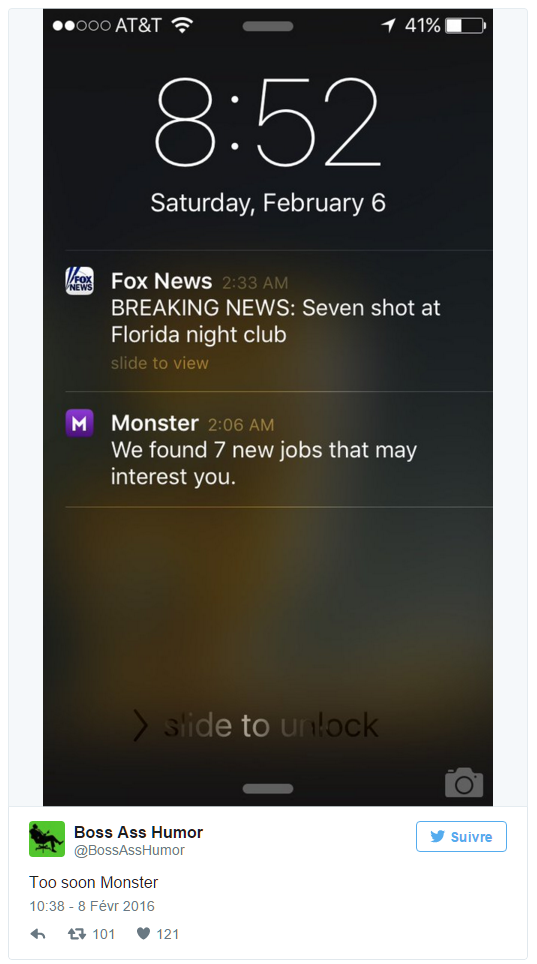 AT&T 41%
8:52
Saturday, February 6
FOX
NEWS
Fox News 2:33 AM
BREAKING NEWS: Seven shot at
Florida night club
slide to view
M
Monster 2:06 AM
We found 7 new jobs that may
interest you.
slide to unlock
Boss Ass Humor
@BossAssHumor
Suivre
Too soon Monster
10:38 - 8 Févr 2016
101 121